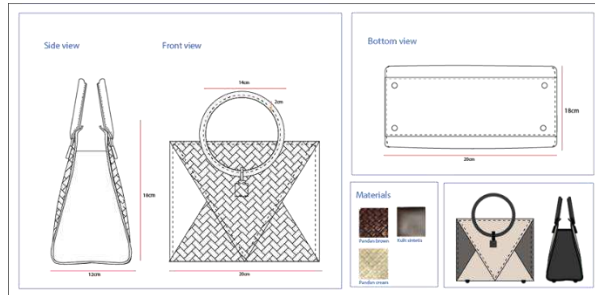 Side view
Front view
14cm
2cm
18cm
12cm
20cm
Bottom view
18cm
20cm
Materials
Pandan brown
Kulit sintetis
Pandan cream